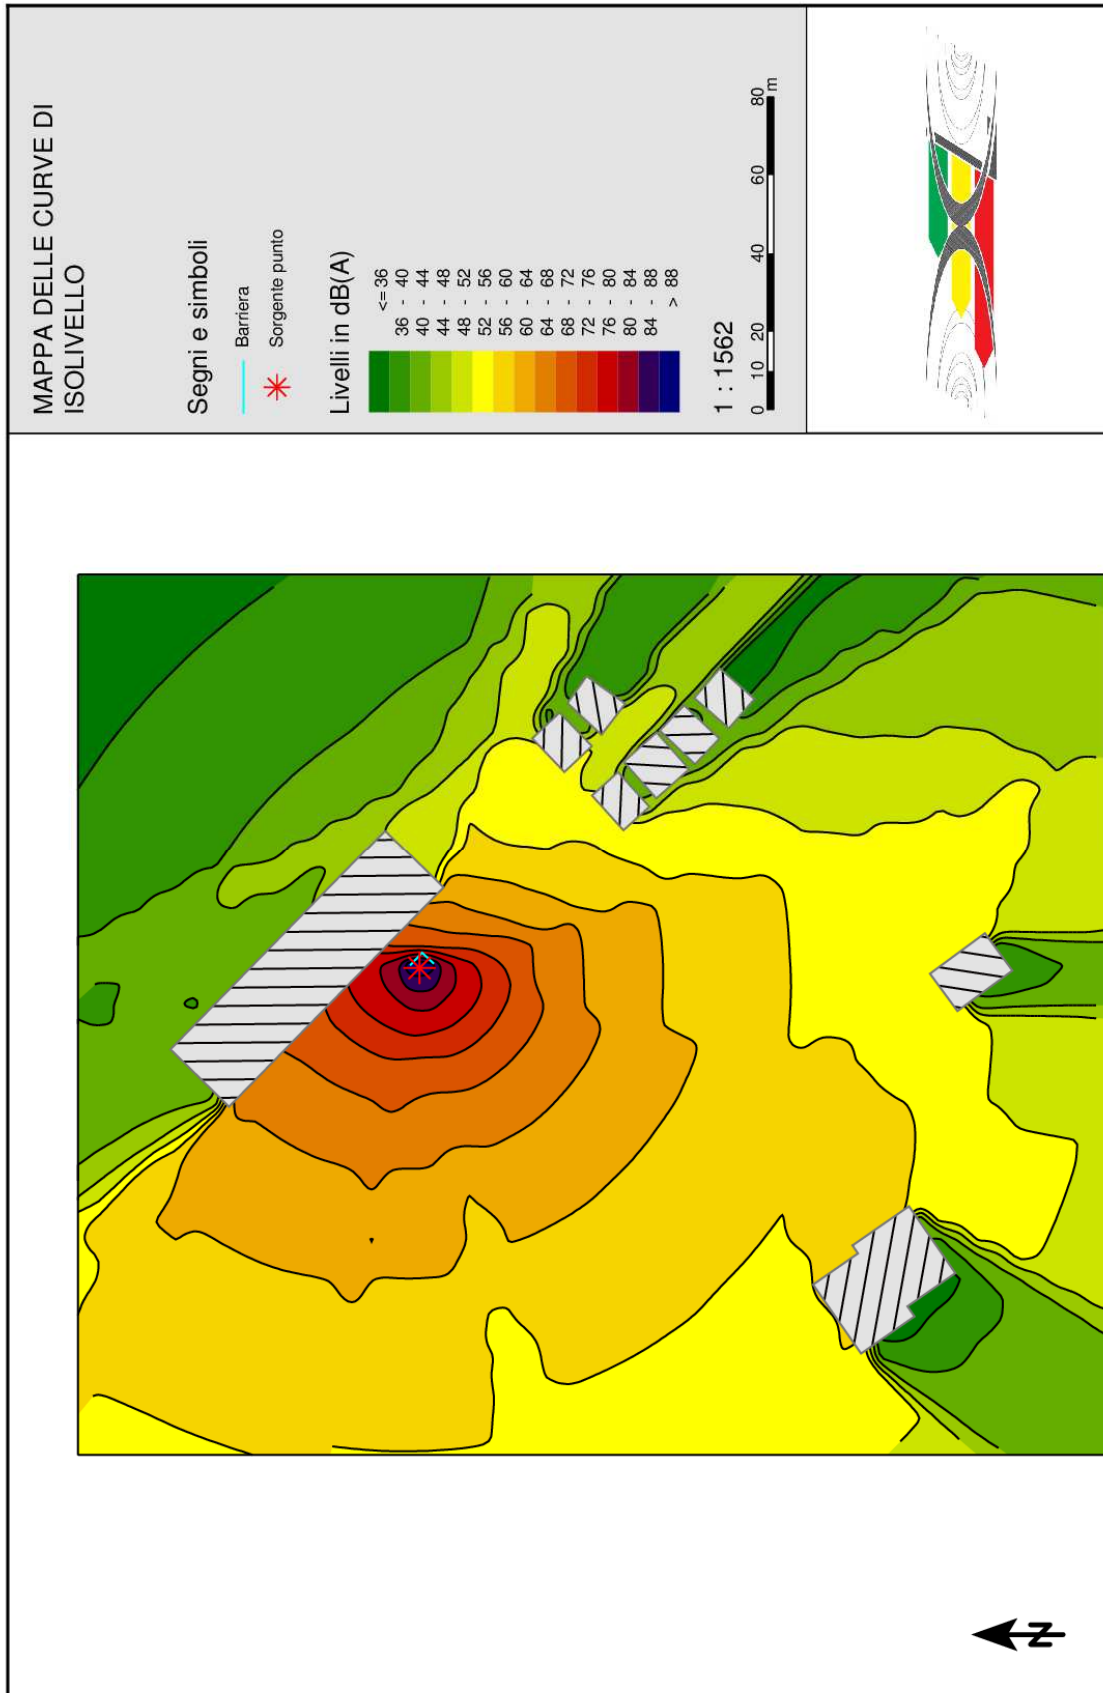 MAPPA DELLE CURVE DI
ISOLIVELLO
Segni e simboli
Barriera
Sorgente punto
Livelli in dB(A)
<= 36
36 - 40
40 - 44
44 - 48
48 - 52
52 - 56
56 - 60
60 - 64
64 - 68
68 - 72
72 - 76
76 - 80
80 - 84
84 - 88
> 88
1 : 1562
0 10 20 40 60 80
m
N